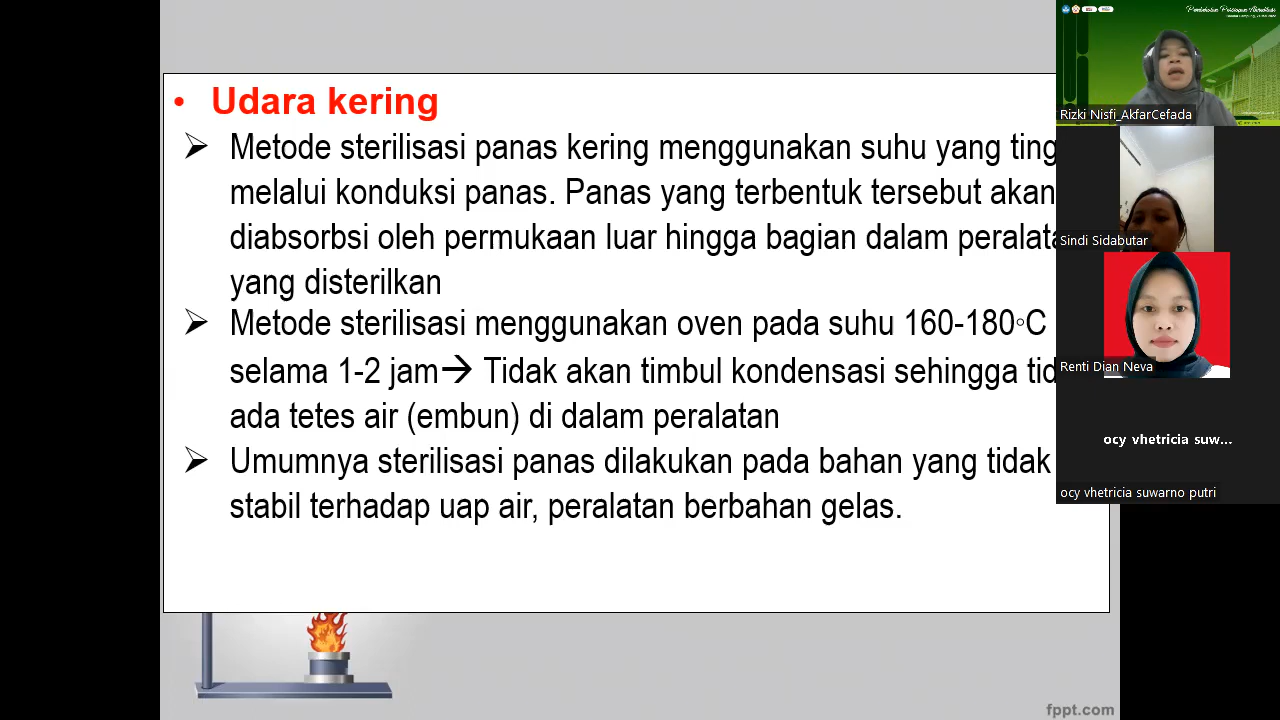 • Udara kering
➢ Metode sterilisasi panas kering menggunakan suhu yang ting
melalui konduksi panas. Panas yang terbentuk tersebut akan
diabsorbsi oleh permukaan luar hingga bagian dalam peralata
yang disterilkan
➢ Metode sterilisasi menggunakan oven pada suhu 160-180◦C
selama 1-2 jam→ Tidak akan timbul kondensasi sehingga tid
ada tetes air (embun) di dalam peralatan
➢ Umumnya sterilisasi panas dilakukan pada bahan yang tidak
stabil terhadap uap air, peralatan berbahan gelas.
fppt.com
Rizki Nisfi_AkfarCefada
Sindi Sidabutar
Renti Dian Neva
ocy vhetricia suw...
ocy vhetricia suwarno putri